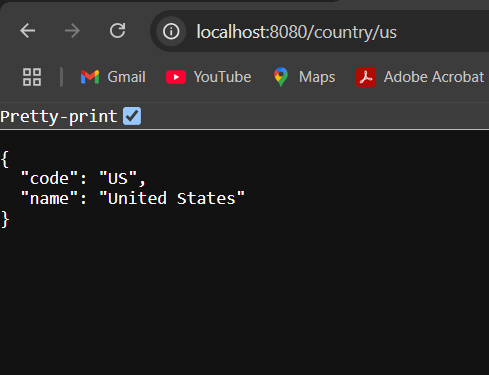 localhost:8080/country/us
Gmail YouTube Maps Adobe Acrobat
Pretty-print
{
  "code": "US",
  "name": "United States"
}